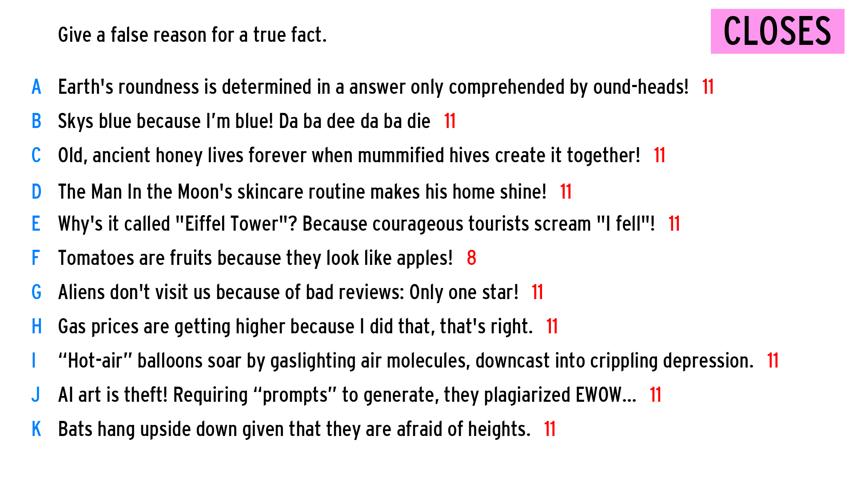 Give a false reason for a true fact.
CLOSES
A Earth's roundness is determined in a answer only comprehended by ound-heads! 11
B Skys blue because I’m blue! Da ba dee da ba die 11
C Old, ancient honey lives forever when mummified hives create it together! 11
D The Man In the Moon's skincare routine makes his home shine! 11
E Why's it called "Eiffel Tower"? Because courageous tourists scream "I fell"! 11
F Tomatoes are fruits because they look like apples! 8
G Aliens don't visit us because of bad reviews: Only one star! 11
H Gas prices are getting higher because I did that, that's right. 11
I “Hot-air” balloons soar by gaslighting air molecules, downcast into crippling depression. 11
J AI art is theft! Requiring “prompts” to generate, they plagiarized EWOW... 11
K Bats hang upside down given that they are afraid of heights. 11